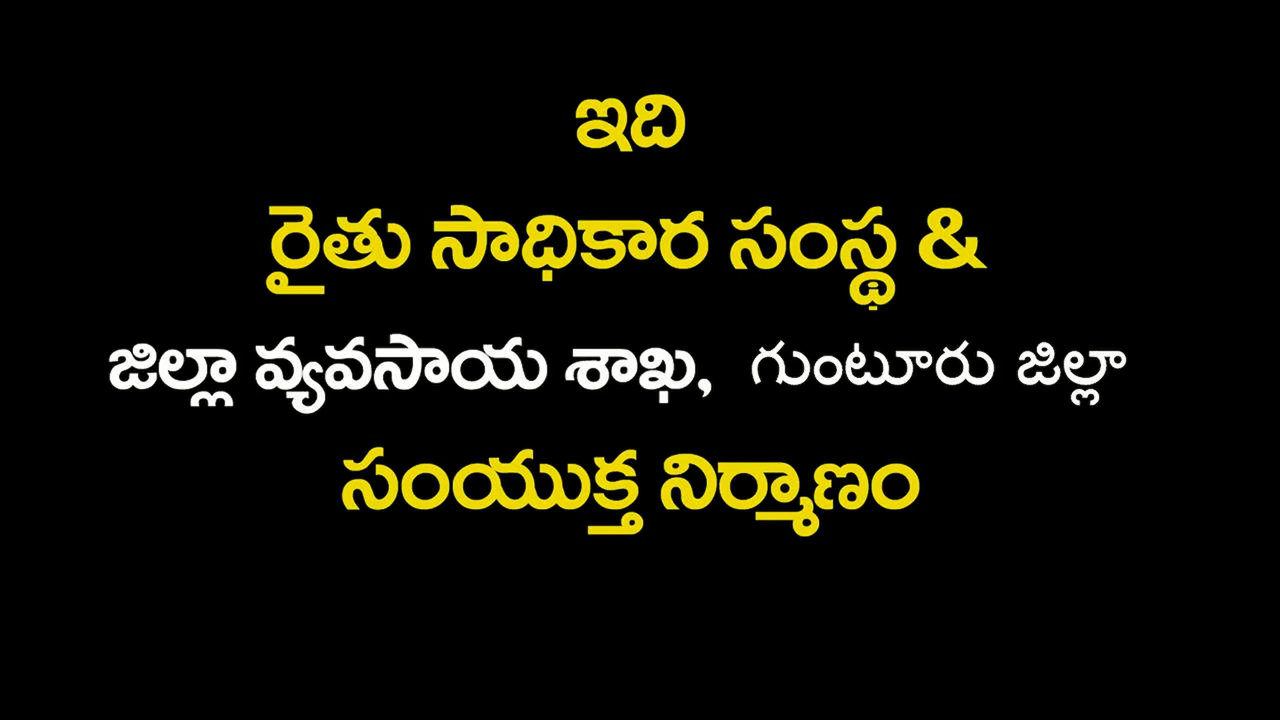 ఇది
రైతు సాధికార సంస్థ &
జిల్లా వ్యవసాయ శాఖ, గుంటూరు జిల్లా
సంయుక్త నిర్మాణం